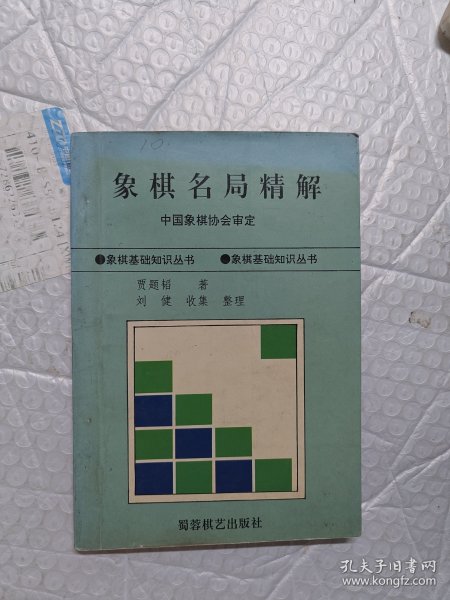 10.
象棋名局精解
中国象棋协会审定
●象棋基础知识丛书 ●象棋基础知识丛书
贾题韬 著
刘健 收集 整理
蜀蓉棋艺出版社
孔夫子旧书网
www.kongfz.com